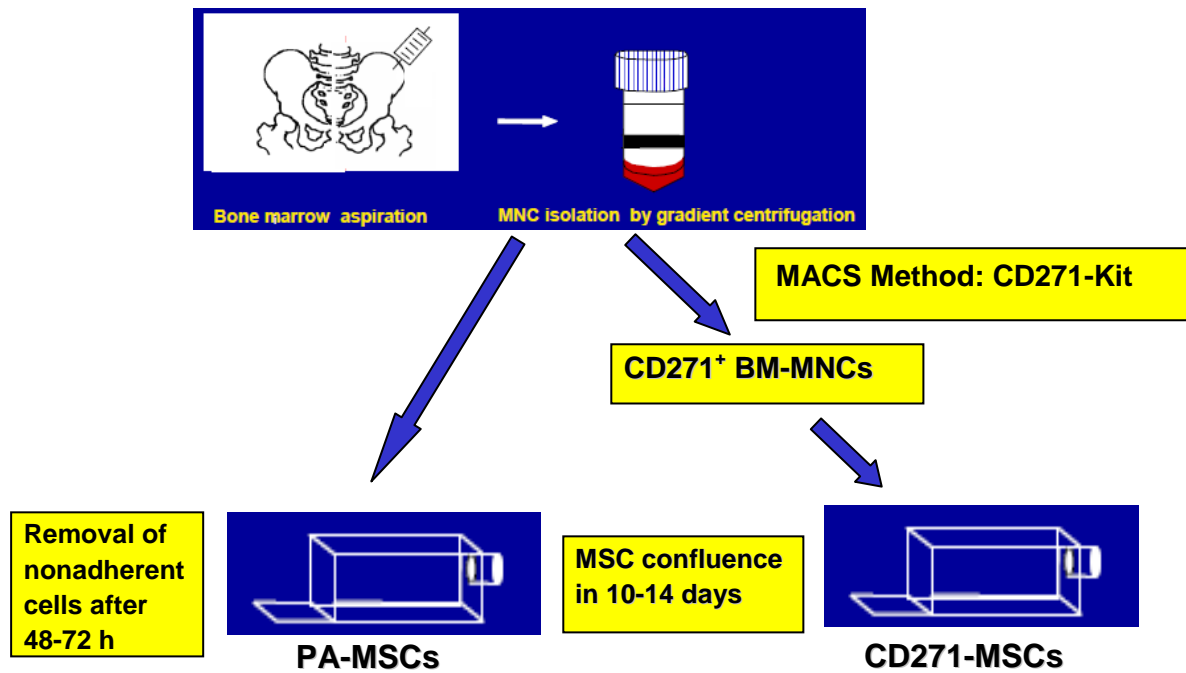 Bone marrow aspiration
MNC isolation by gradient centrifugation
MACS Method: CD271-Kit
CD271⁺ BM-MNCs
Removal of
nonadherent
cells after
48-72 h
MSC confluence
in 10-14 days
PA-MSCs
CD271-MSCs